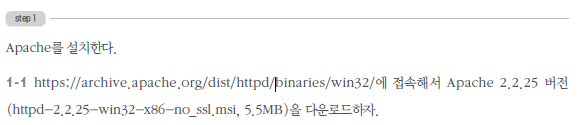 step 1
Apache를 설치한다.
1-1 https://archive.apache.org/dist/httpd/binaries/win32/에 접속해서 Apache 2.2.25 버전
(httpd-2.2.25-win32-x86-no_ssl.msi, 5.5MB)을 다운로드하자.